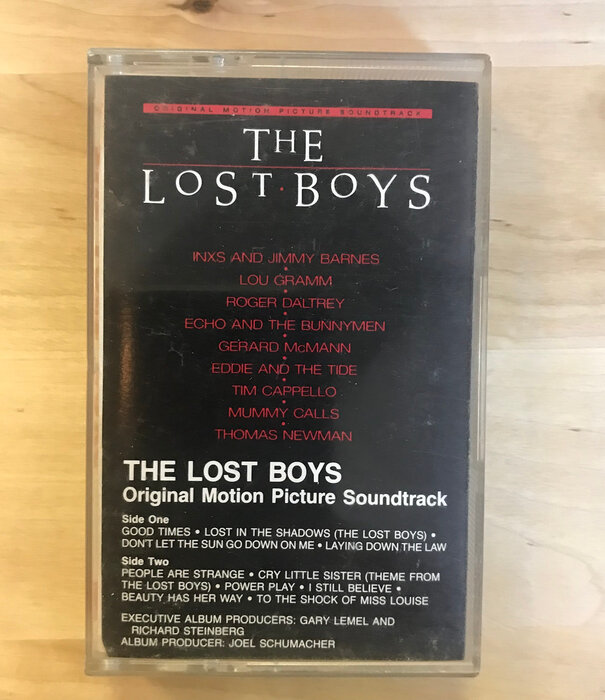 ORIGINAL MOTION PICTURE SOUNDTRACK
THE
LOST·BOYS
INXS AND JIMMY BARNES
•
LOU GRAMM
•
ROGER DALTREY
•
ECHO AND THE BUNNYMEN
•
GERARD McMANN
•
EDDIE AND THE TIDE
•
TIM CAPPELLO
•
MUMMY CALLS
•
THOMAS NEWMAN
THE LOST BOYS
Original Motion Picture Soundtrack
Side One
GOOD TIMES • LOST IN THE SHADOWS (THE LOST BOYS) •
DON'T LET THE SUN GO DOWN ON ME • LAYING DOWN THE LAW
Side Two
PEOPLE ARE STRANGE • CRY LITTLE SISTER (THEME FROM
THE LOST BOYS) • POWER PLAY • I STILL BELIEVE •
BEAUTY HAS HER WAY • TO THE SHOCK OF MISS LOUISE
EXECUTIVE ALBUM PRODUCERS: GARY LEMEL AND
RICHARD STEINBERG
ALBUM PRODUCER: JOEL SCHUMACHER